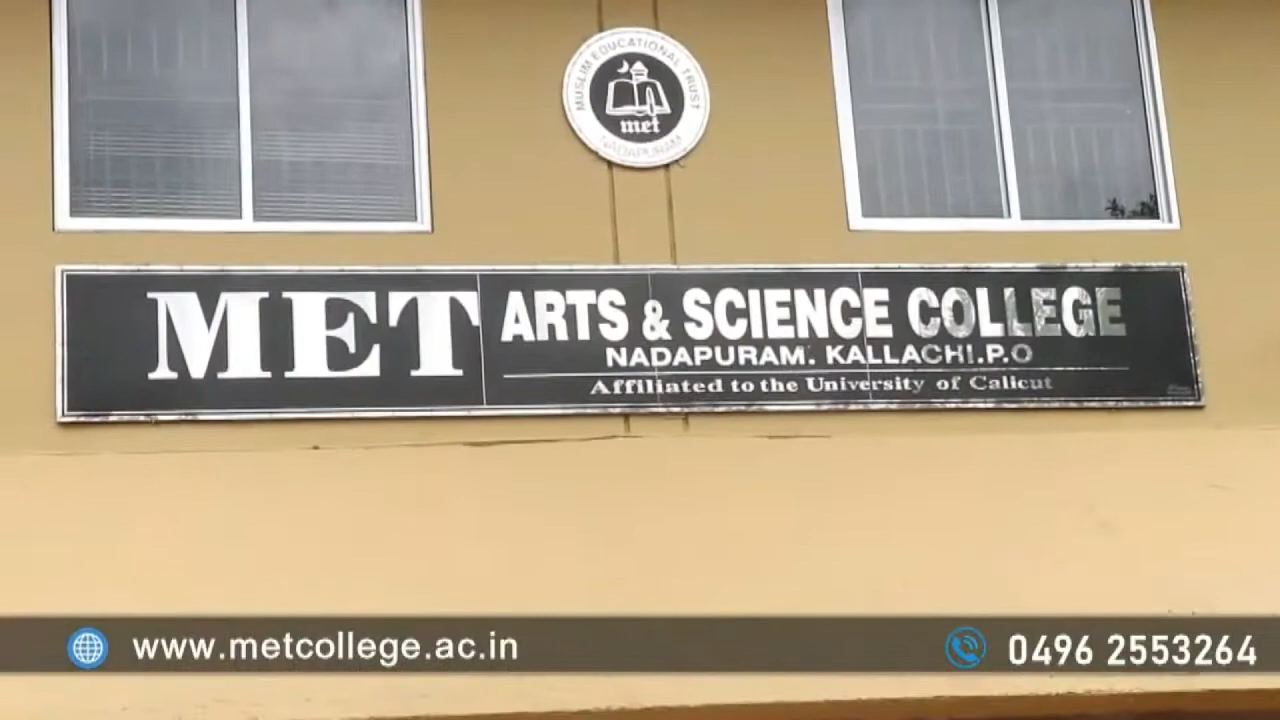 MUSLIM EDUCATIONAL TRUST
met
NADAPURAM
MET ARTS & SCIENCE COLLEGE
NADAPURAM. KALLACHI.P.O
Affiliated to the University of Calicut
www.metcollege.ac.in
0496 2553264